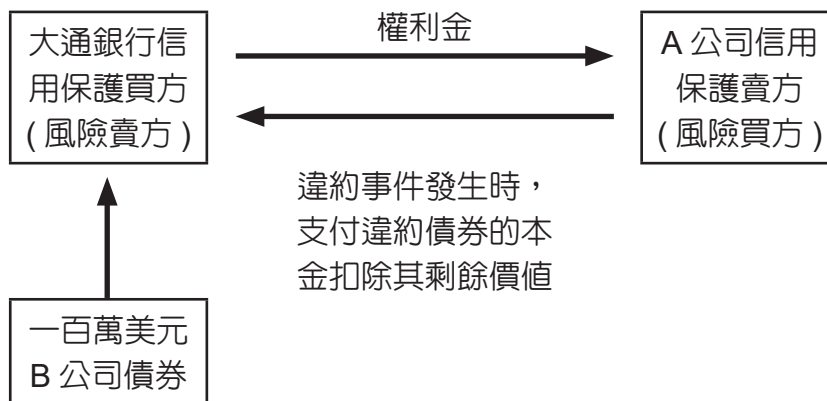 大通銀行信
用保護買方
(風險賣方)
權利金
A 公司信用
保護賣方
(風險買方)
違約事件發生時,
支付違約債券的本
金扣除其剩餘價值
一百萬美元
B 公司債券